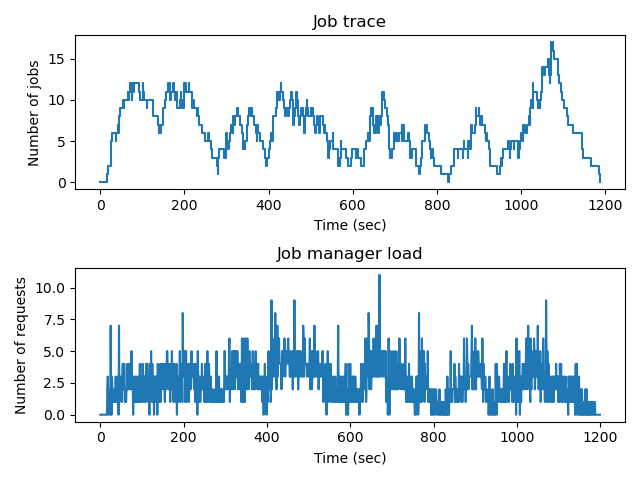 Job trace
Number of jobs
15
10
5
0
0 200 400 600 800 1000 1200
Time (sec)
Job manager load
Number of requests
10.0
7.5
5.0
2.5
0.0
0 200 400 600 800 1000 1200
Time (sec)